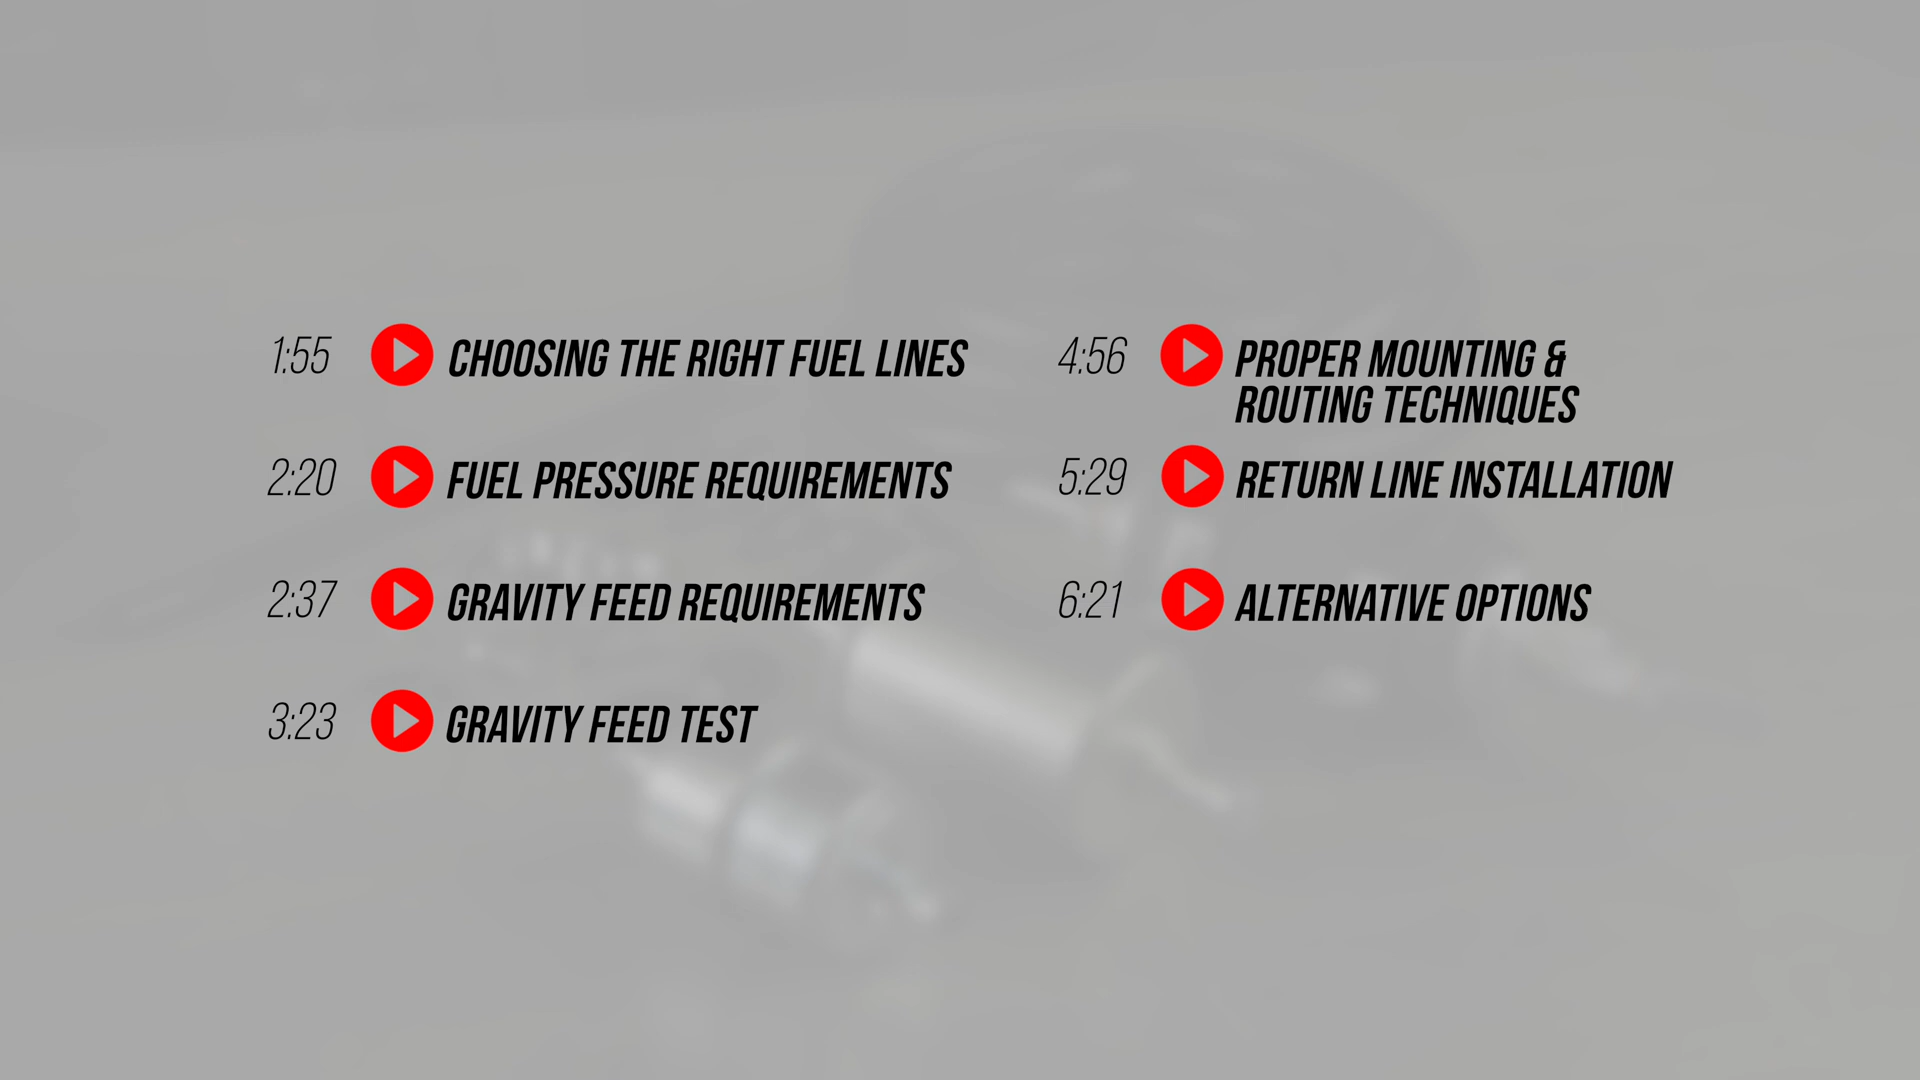 1:55 CHOOSING THE RIGHT FUEL LINES
2:20 FUEL PRESSURE REQUIREMENTS
2:37 GRAVITY FEED REQUIREMENTS
3:23 GRAVITY FEED TEST
4:56 PROPER MOUNTING &
ROUTING TECHNIQUES
5:29 RETURN LINE INSTALLATION
6:21 ALTERNATIVE OPTIONS